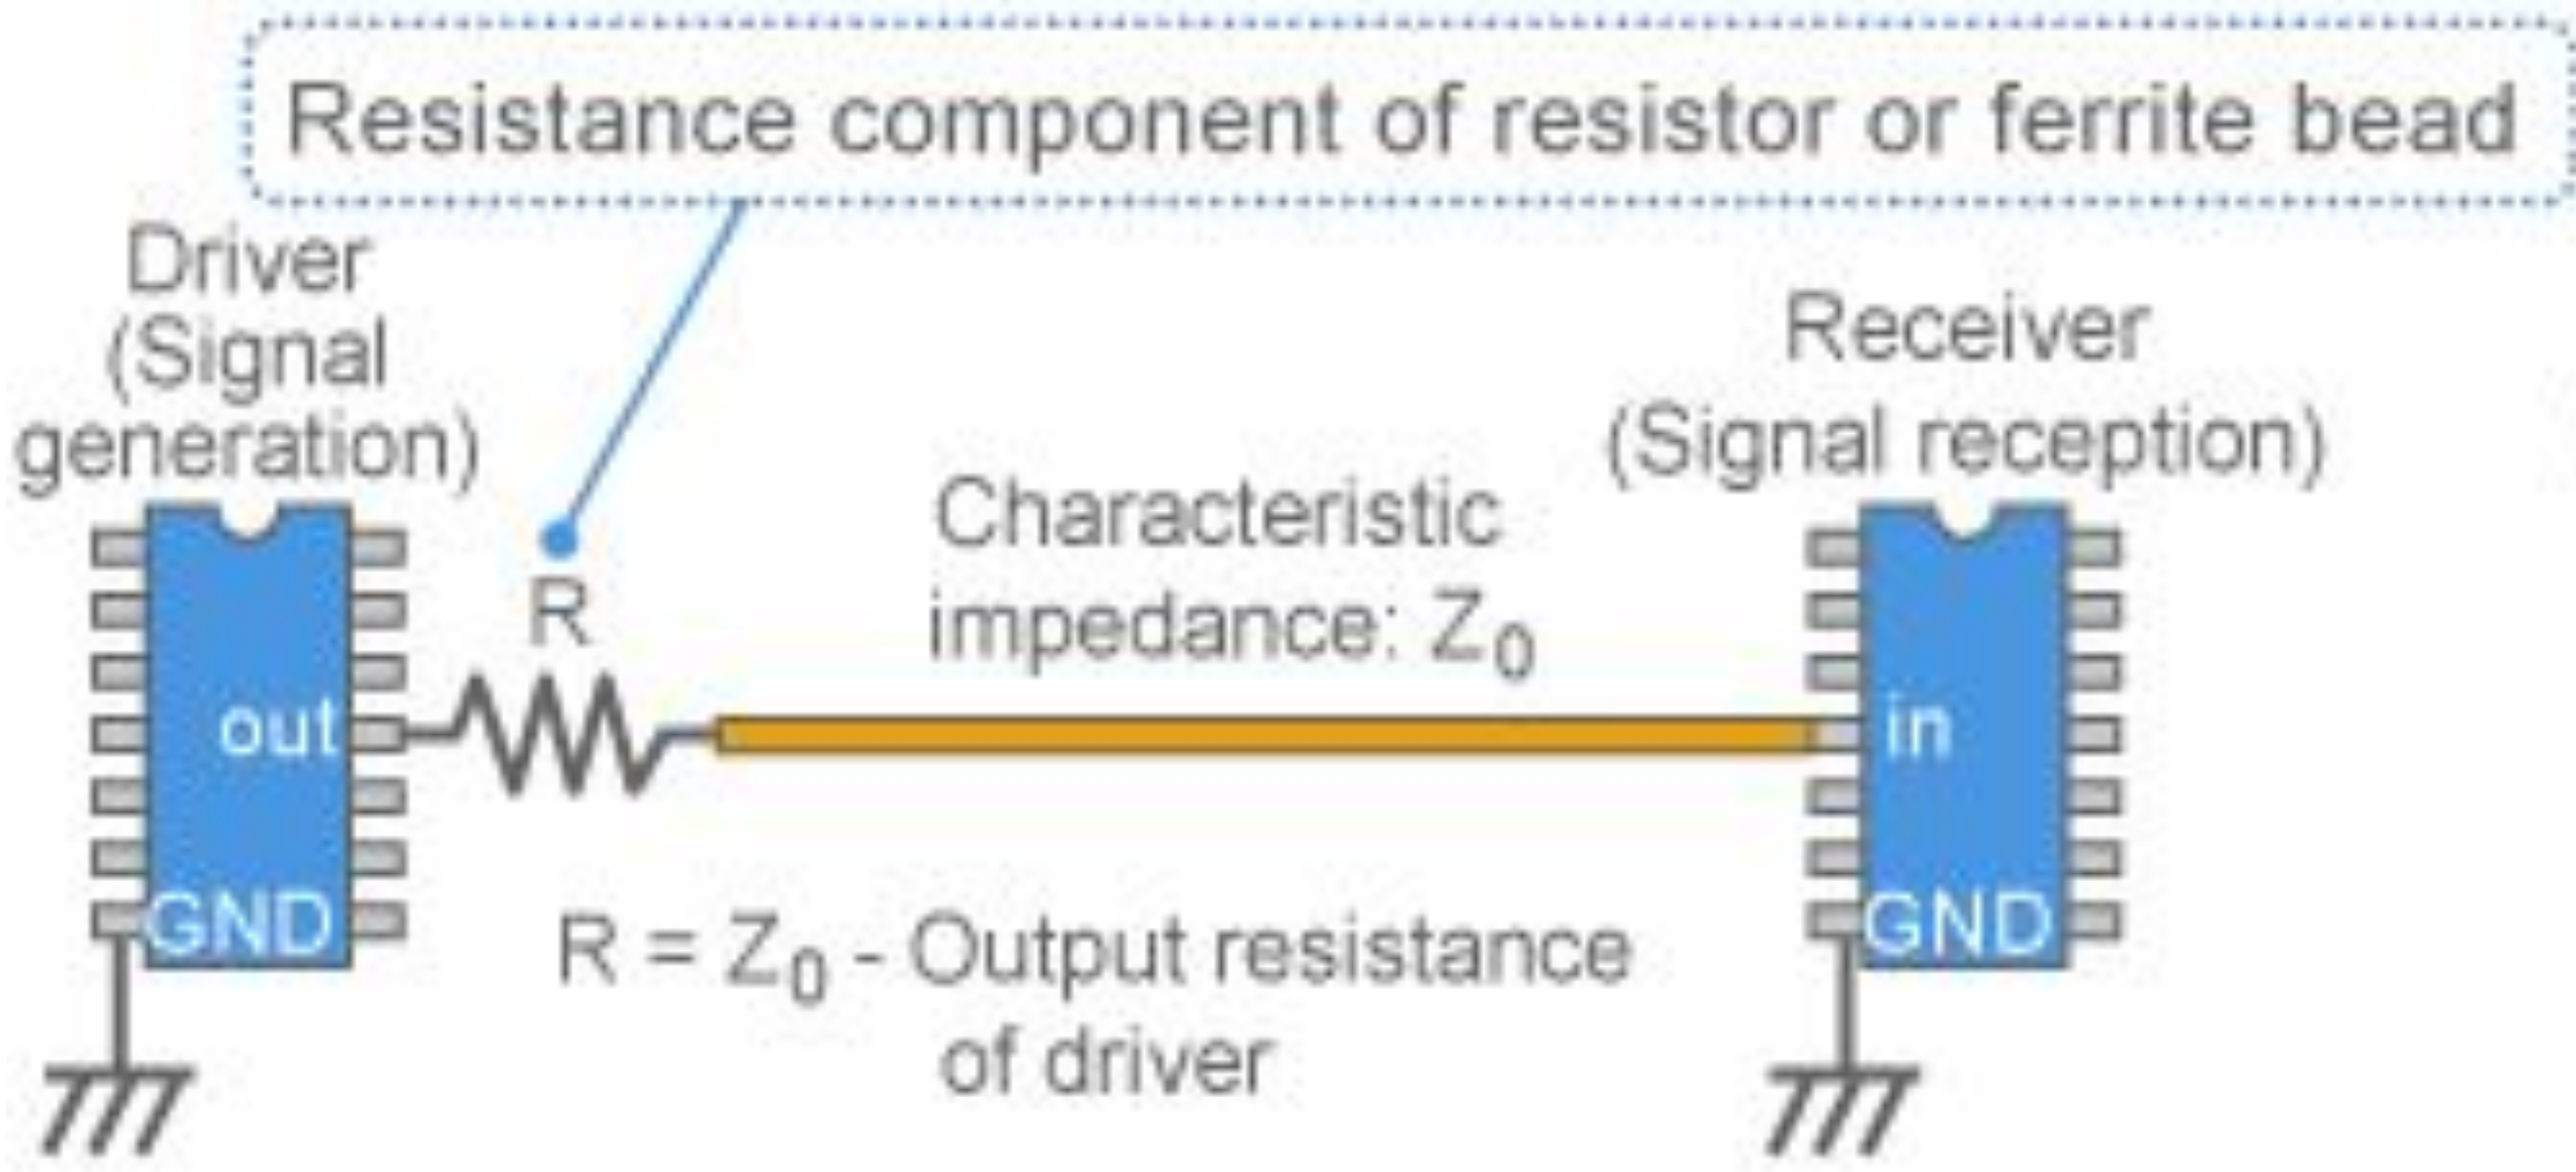 Resistance component of resistor or ferrite bead
Driver
(Signal
generation)
Receiver
(Signal reception)
R
Characteristic
impedance: Z₀
out
in
GND
GND
R = Z₀ - Output resistance
of driver